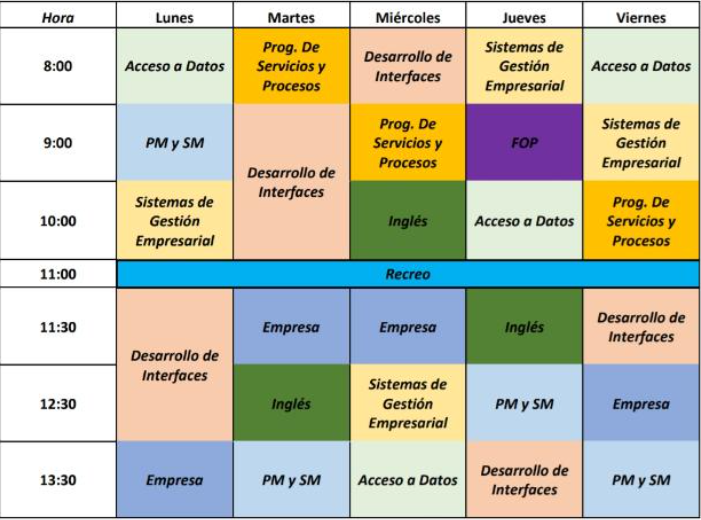 Hora Lunes Martes Miércoles Jueves Viernes
8:00 Acceso a Datos Prog. De Servicios y Procesos Desarrollo de Interfaces Sistemas de Gestión Empresarial Acceso a Datos
9:00 PM y SM Desarrollo de Interfaces Prog. De Servicios y Procesos FOP Sistemas de Gestión Empresarial
10:00 Sistemas de Gestión Empresarial Inglés Acceso a Datos Prog. De Servicios y Procesos
11:00 Recreo
11:30 Desarrollo de Interfaces Empresa Empresa Inglés Desarrollo de Interfaces
12:30 Inglés Sistemas de Gestión Empresarial PM y SM Empresa
13:30 Empresa PM y SM Acceso a Datos Desarrollo de Interfaces PM y SM